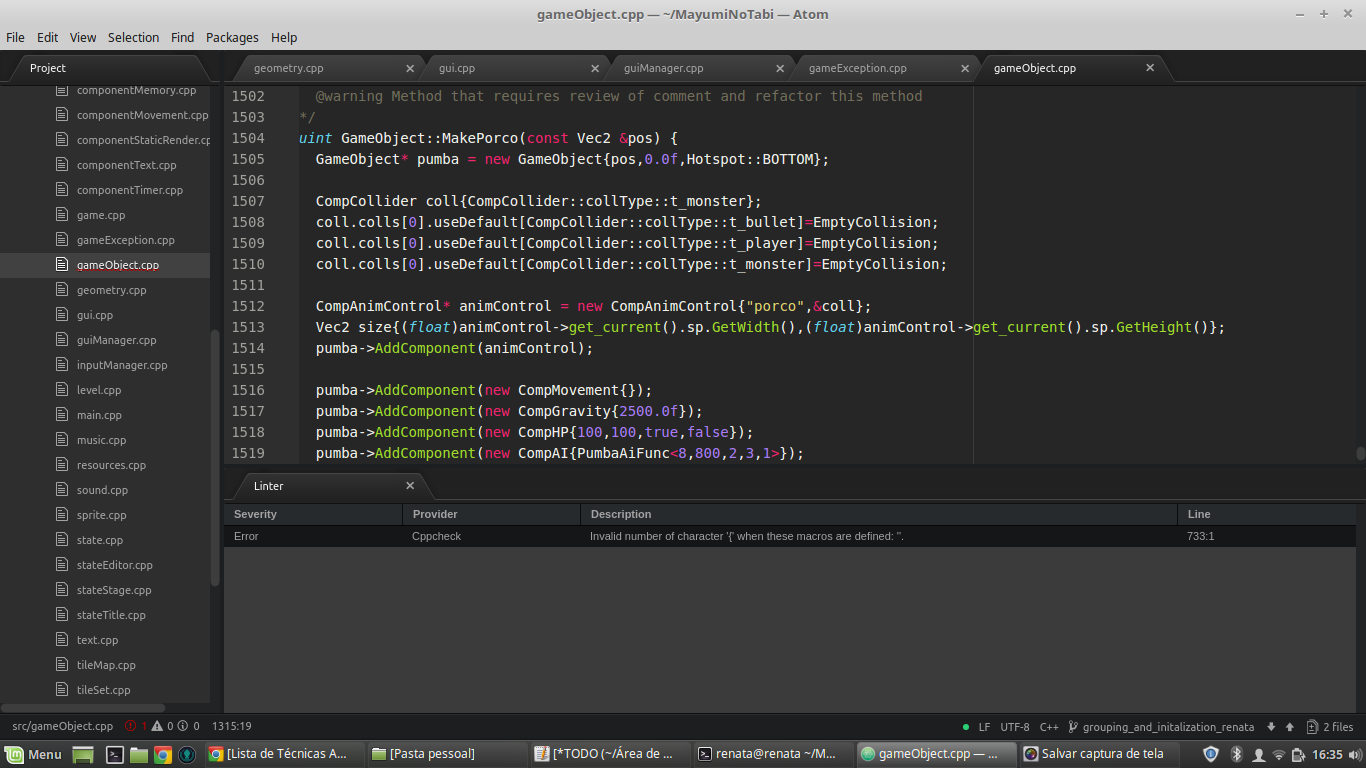 gameObject.cpp — ~/MayumiNoTabi — Atom
File Edit View Selection Find Packages Help
Project
componentMemory.cpp
componentMovement.cpp
componentStaticRender.cp
componentText.cpp
componentTimer.cpp
game.cpp
gameException.cpp
gameObject.cpp
geometry.cpp
gui.cpp
guiManager.cpp
inputManager.cpp
level.cpp
main.cpp
music.cpp
resources.cpp
sound.cpp
sprite.cpp
state.cpp
stateEditor.cpp
stateStage.cpp
stateTitle.cpp
text.cpp
tileMap.cpp
tileSet.cpp
geometry.cpp gui.cpp guiManager.cpp gameException.cpp gameObject.cpp
1502 @warning Method that requires review of comment and refactor this method
1503 */
1504 uint GameObject::MakePorco(const Vec2 &pos) {
1505 GameObject* pumba = new GameObject{pos,0.0f,Hotspot::BOTTOM};
1506
1507 CompCollider coll{CompCollider::collType::t_monster};
1508 coll.colls[0].useDefault[CompCollider::collType::t_bullet]=EmptyCollision;
1509 coll.colls[0].useDefault[CompCollider::collType::t_player]=EmptyCollision;
1510 coll.colls[0].useDefault[CompCollider::collType::t_monster]=EmptyCollision;
1511
1512 CompAnimControl* animControl = new CompAnimControl{"porco",&coll};
1513 Vec2 size{(float)animControl->get_current().sp.GetWidth(),(float)animControl->get_current().sp.GetHeight()};
1514 pumba->AddComponent(animControl);
1515
1516 pumba->AddComponent(new CompMovement{});
1517 pumba->AddComponent(new CompGravity{2500.0f});
1518 pumba->AddComponent(new CompHP{100,100,true,false});
1519 pumba->AddComponent(new CompAI{PumbaAiFunc<8,800,2,3,1>});
Linter
Severity Provider Description Line
Error Cppcheck Invalid number of character '{' when these macros are defined: ''. 733:1
src/gameObject.cpp 1 0 0 1315:19 LF UTF-8 C++ grouping_and_initalization_renata 2 files
Menu [Lista de Técnicas A... [Pasta pessoal] [*TODO (~/Área de ... renata@renata ~/M... gameObject.cpp — ... Salvar captura de tela 16:35